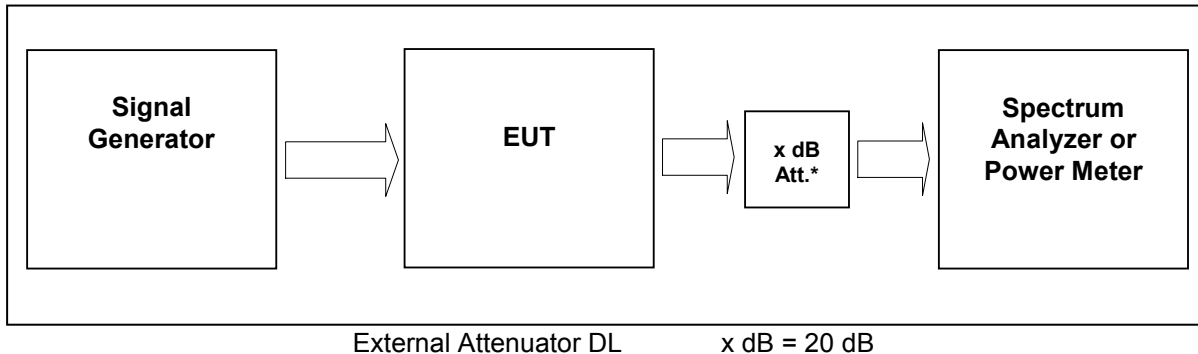 Signal
Generator
EUT
x dB
Att.*
Spectrum
Analyzer or
Power Meter
External Attenuator DL x dB = 20 dB